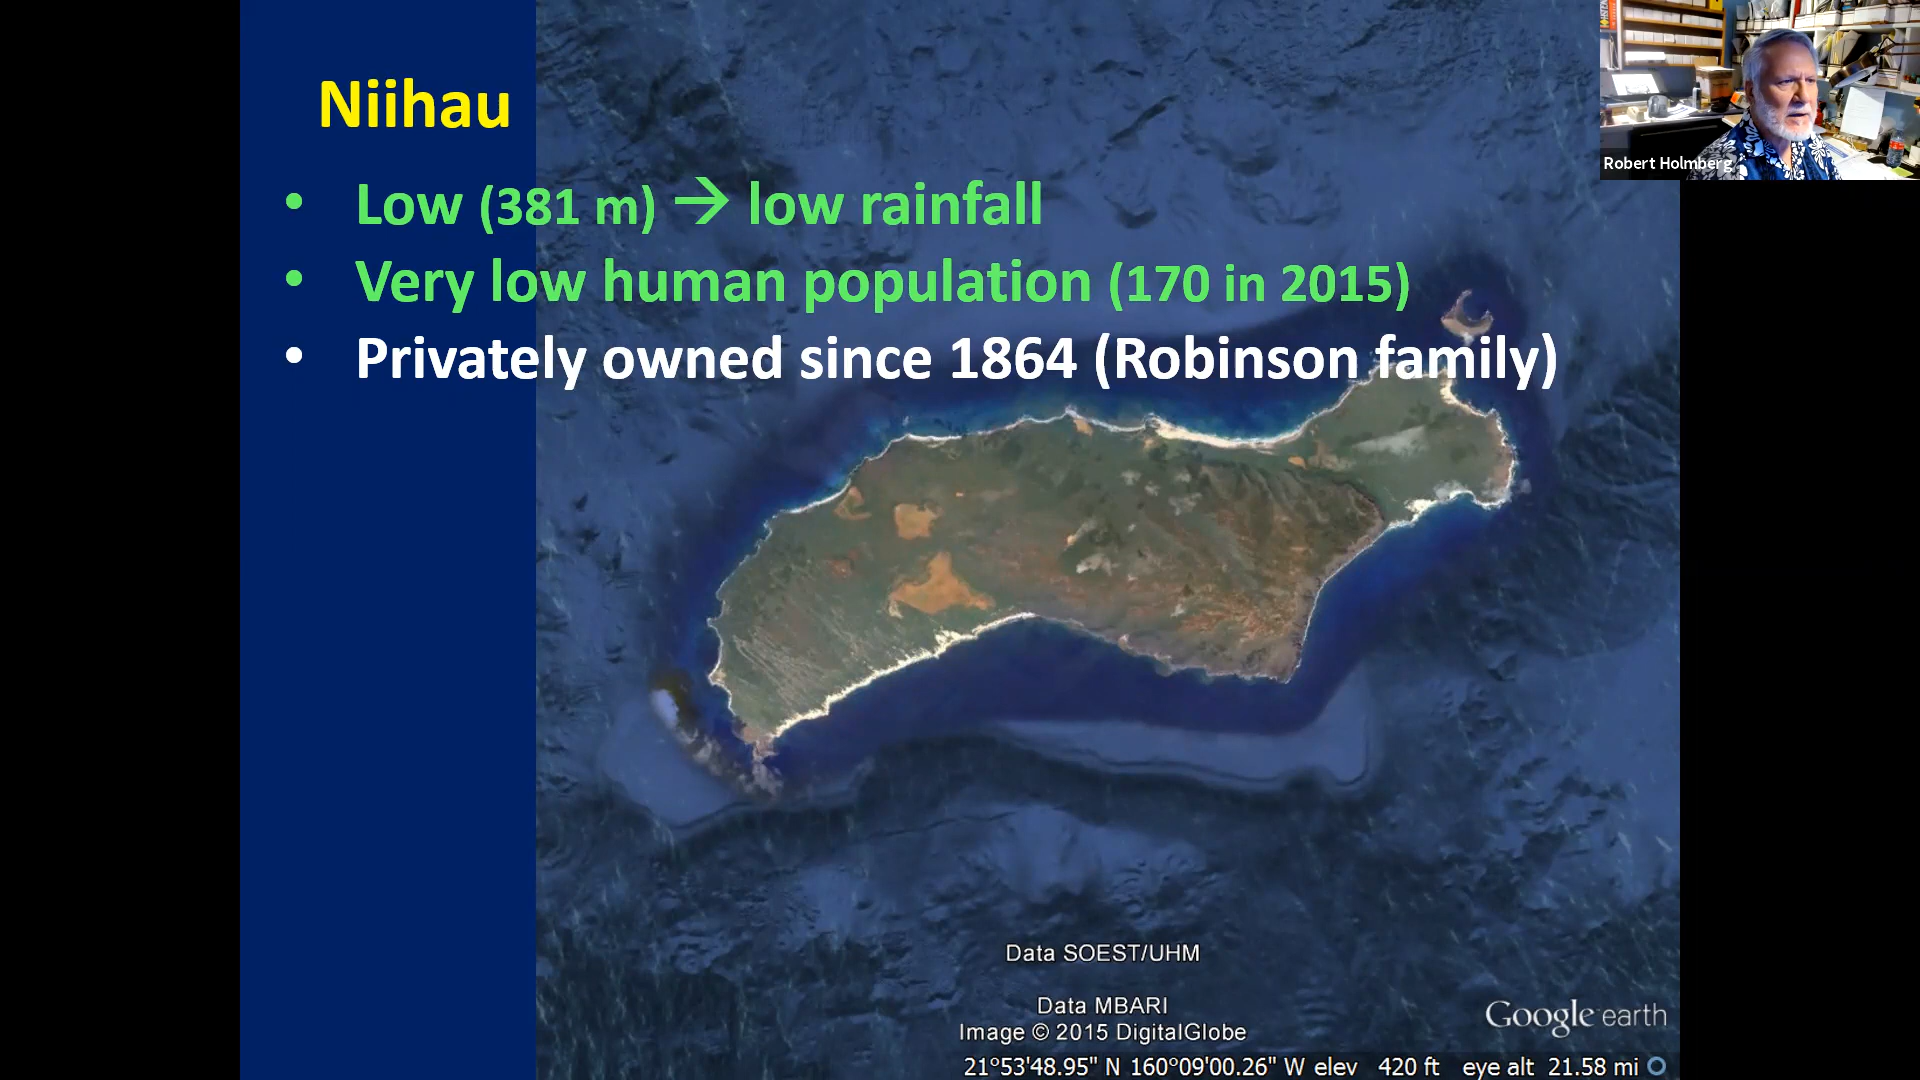 Niihau
• Low (381 m) → low rainfall
• Very low human population (170 in 2015)
• Privately owned since 1864 (Robinson family)
Robert Holmberg
Data SOEST/UHM
Data MBARI
Image © 2015 DigitalGlobe
Google earth
21°53'48.95" N 160°09'00.26" W elev 420 ft eye alt 21.58 mi